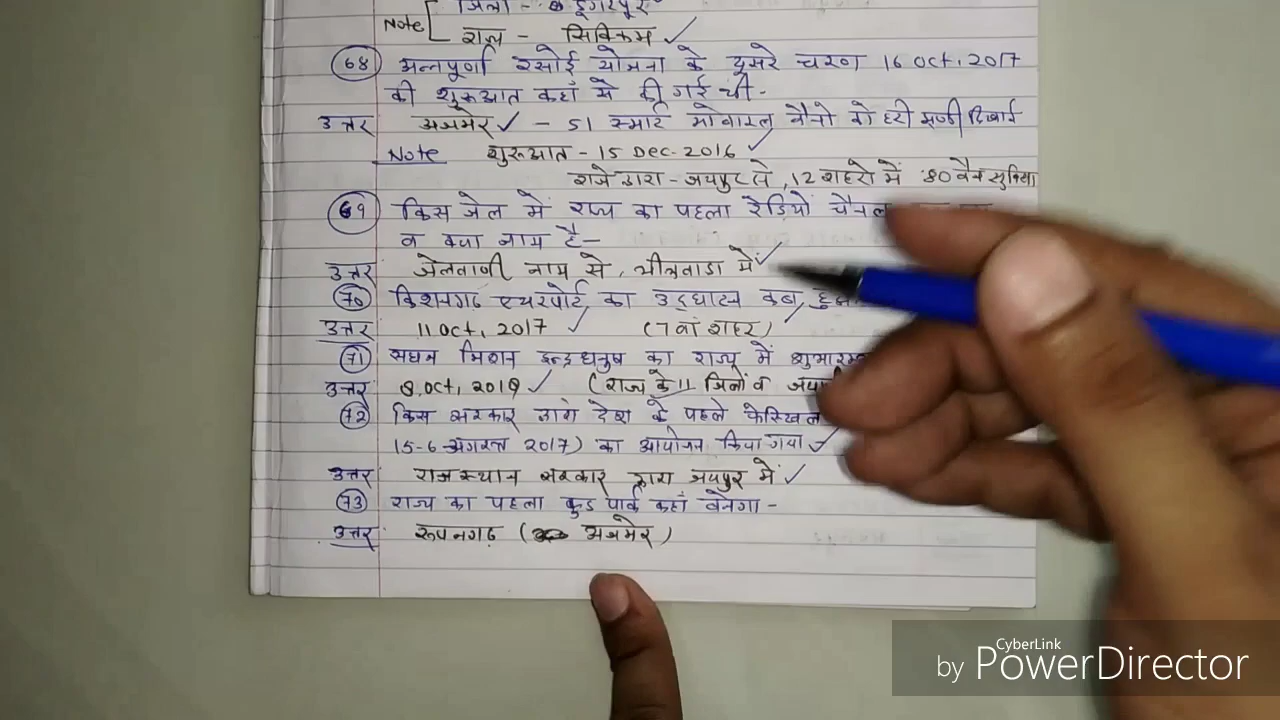 जिला - डूंगरपुर
Note राज्य - सिक्किम
68 अन्नपूर्णा रसोई योजना के दूसरे चरण 16 Oct, 2017
की शुरूआत कहाँ से की गई थी -
उत्तर अजमेर - 51 स्मार्ट मोबाइल वैनो को हरी झण्डी दिखाई
Note शुरूआत - 15 Dec. 2016
राजे द्वारा - जयपुर से, 12 शहरो में 80 वैन
69 किस जेल में राज्य का पहला रेडियों चैनल
व क्या नाम है -
उत्तर जेलवाणी नाम से, भीलवाडा में
70 किशनगढ़ एयरपोर्ट का उद्घाटन कब हुआ
उत्तर 11 Oct, 2017 (7 वां शहर)
71 सघन मिशन इन्द्रधनुष का राज्य में शुभारम्भ
उत्तर 8, Oct, 2018 (राज्य के 11 जिलों व
72 किस सरकार द्वारा देश के पहले फेस्टिवल
15-6 अगस्त 2017) का आयोजन किया गया
उत्तर राजस्थान सरकार द्वारा जयपुर में
73 राज्य का पहला फुड पार्क कहाँ बनेगा -
उत्तर रूपनगढ़ (अजमेर)
CyberLink
by PowerDirector